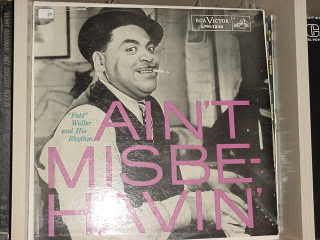 RCA VICTOR
"Fats"
Waller
and His
Rhythm
AIN'T
MISBE-
HAVIN'